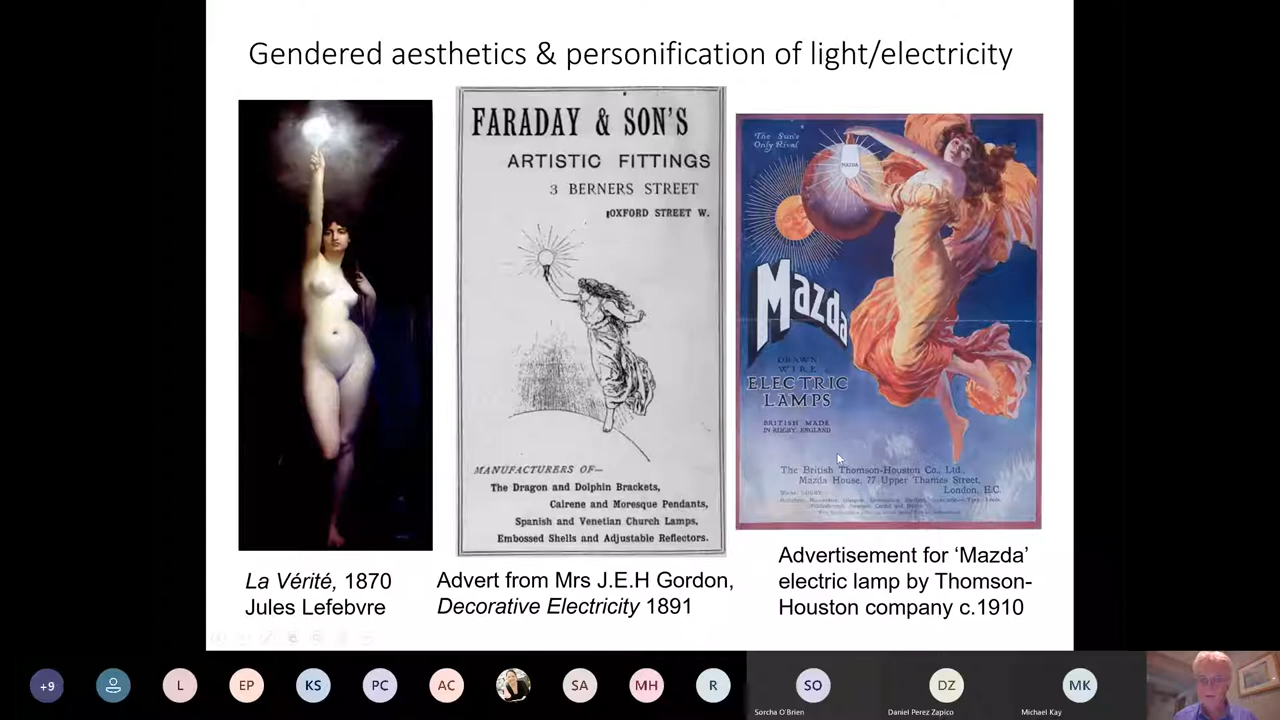 Gendered aesthetics & personification of light/electricity
FARADAY & SON'S
ARTISTIC FITTINGS
3 BERNERS STREET
OXFORD STREET W.
MANUFACTURERS OF—
The Dragon and Dolphin Brackets,
Cairene and Moresque Pendants,
Spanish and Venetian Church Lamps,
Embossed Shells and Adjustable Reflectors.
The Sun's
Only Rival
MAZDA
Mazda
DRAWN
WIRE
ELECTRIC
LAMPS
BRITISH MADE
IN RUGBY, ENGLAND
The British Thomson-Houston Co., Ltd.,
Mazda House, 77 Upper Thames Street,
London, E.C.
La Vérité, 1870
Jules Lefebvre
Advert from Mrs J.E.H Gordon,
Decorative Electricity 1891
Advertisement for ‘Mazda’
electric lamp by Thomson-
Houston company c.1910
+9
L
EP
KS
PC
AC
SA
MH
R
SO
DZ
MK
Sorcha O'Brien
Daniel Perez Zapico
Michael Kay